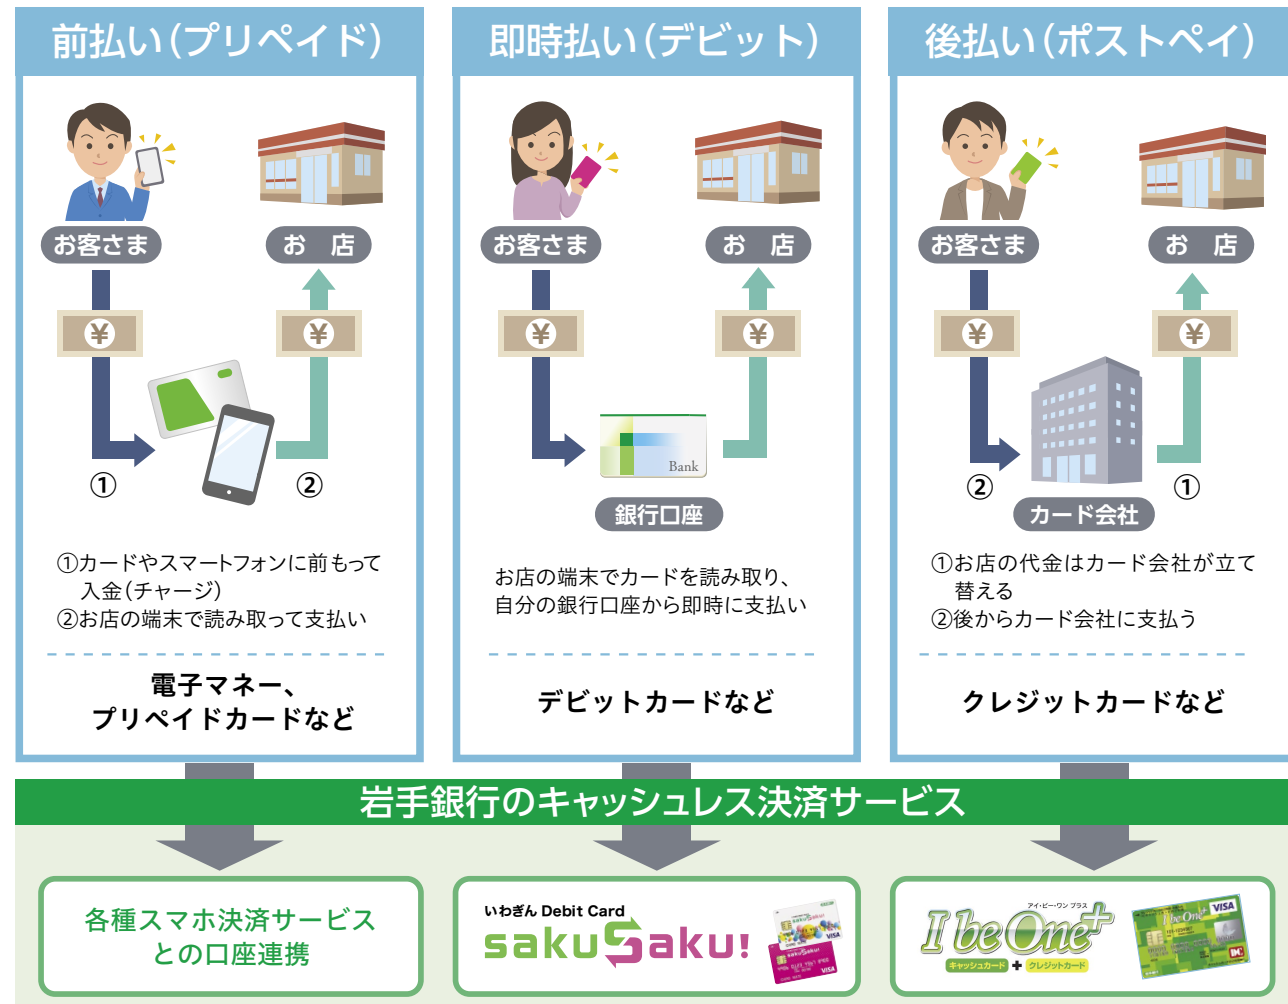 前払い(プリペイド)
お客さま
お 店
¥
¥
①
②
①カードやスマートフォンに前もって
入金(チャージ)
②お店の端末で読み取って支払い
電子マネー、
プリペイドカードなど
即時払い(デビット)
お客さま
お 店
¥
¥
Bank
銀行口座
お店の端末でカードを読み取り、
自分の銀行口座から即時に支払い
デビットカードなど
後払い(ポストペイ)
お客さま
お 店
¥
¥
②
①
カード会社
①お店の代金はカード会社が立て
替える
②後からカード会社に支払う
クレジットカードなど
岩手銀行のキャッシュレス決済サービス
各種スマホ決済サービス
との口座連携
いわぎん Debit Card
sakuSaku!
sakuSaku!
VISA
sakuSaku!
VISA
アイ・ビー・ワン プラス
I be One+
キャッシュカード + クレジットカード
I be One+
VISA
DC